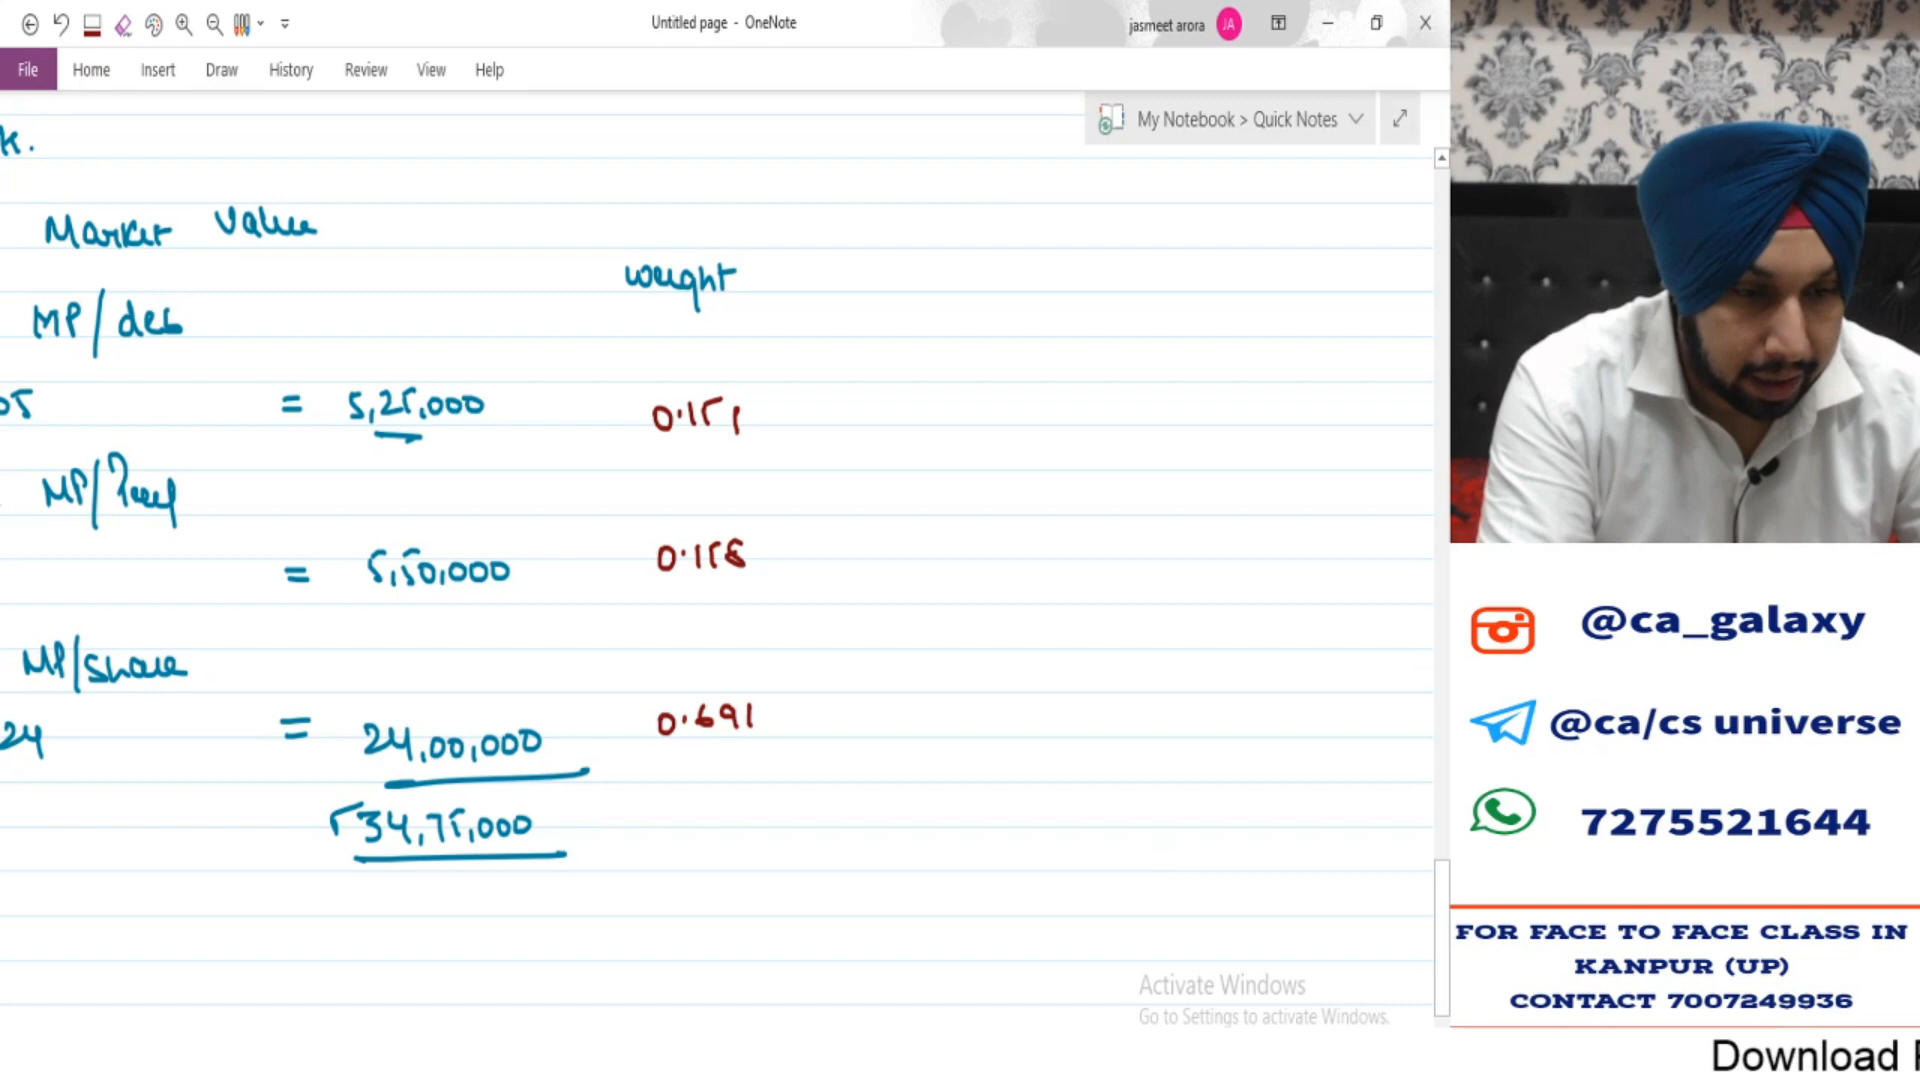 Untitled page - OneNote
jasmeet arora
JA
File Home Insert Draw History Review View Help
My Notebook > Quick Notes
K.
Market Value
weight
MP/deb
05 = 5,25,000 0.151
MP/Pref
= 5,50,000 0.158
MP/share
24 = 24,00,000 0.691
34,75,000
@ca_galaxy
@ca/cs universe
7275521644
FOR FACE TO FACE CLASS IN
KANPUR (UP)
CONTACT 7007249936
Activate Windows
Go to Settings to activate Windows.
Download